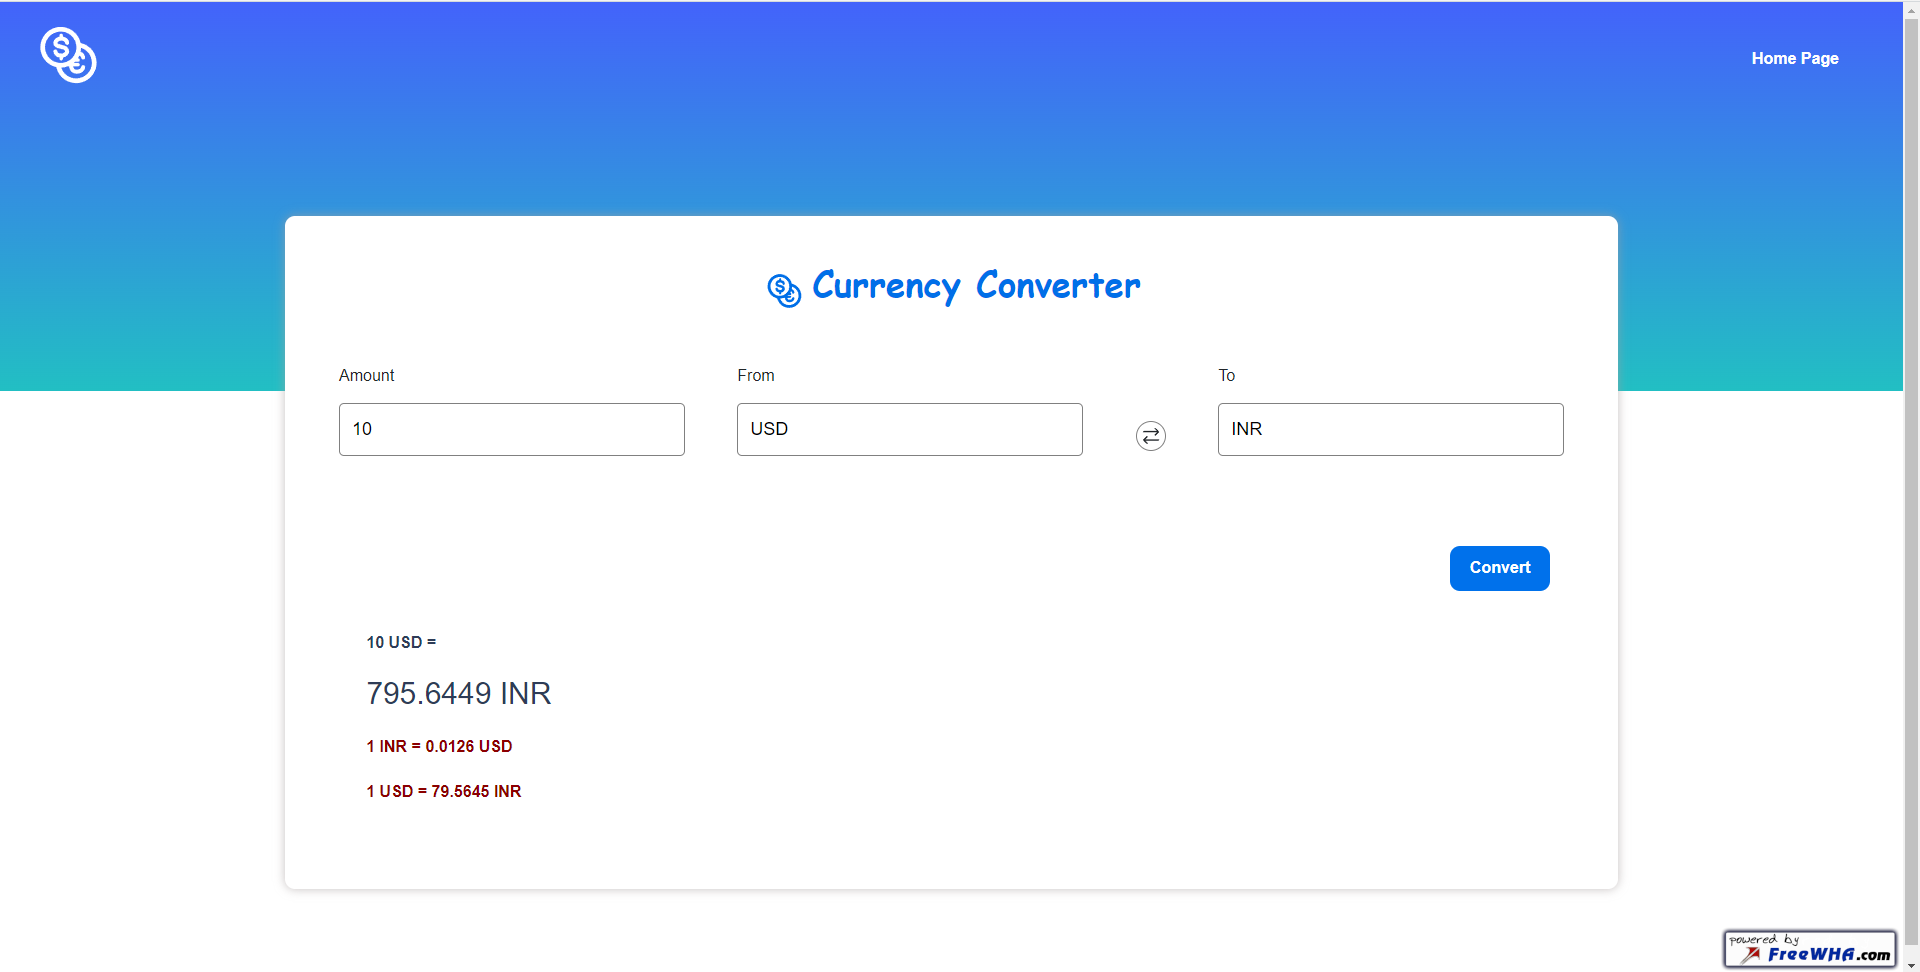 Home Page
Currency Converter
Amount
From
To
10
USD
INR
Convert
10 USD =
795.6449 INR
1 INR = 0.0126 USD
1 USD = 79.5645 INR
powered by
FreeWHA.com